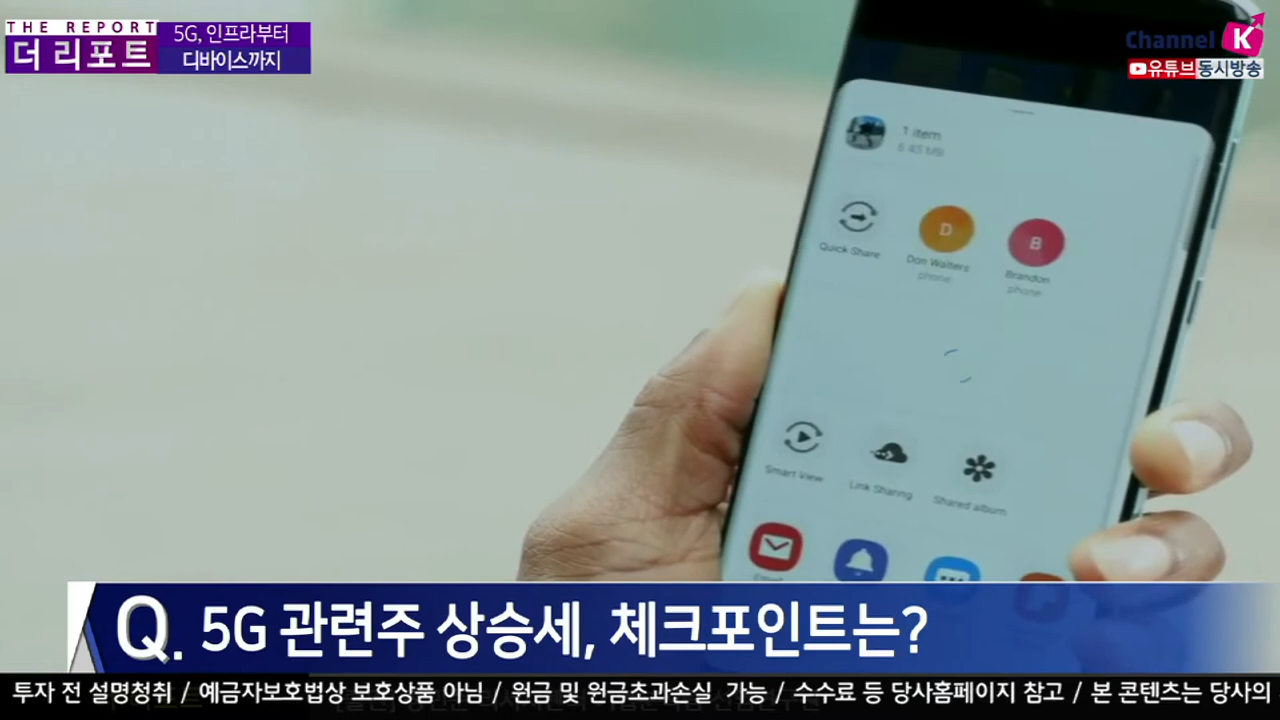 THE REPORT
더 리포트
5G, 인프라부터
디바이스까지
Channel K
유튜브 동시방송
1 item
6.43 MB
Quick Share
D
Don Walters
phone
B
Brandon
phone
Smart View
Link Sharing
Shared album
Q. 5G 관련주 상승세, 체크포인트는?
투자 전 설명청취 / 예금자보호법상 보호상품 아님 / 원금 및 원금초과손실 가능 / 수수료 등 당사홈페이지 참고 / 본 콘텐츠는 당사의